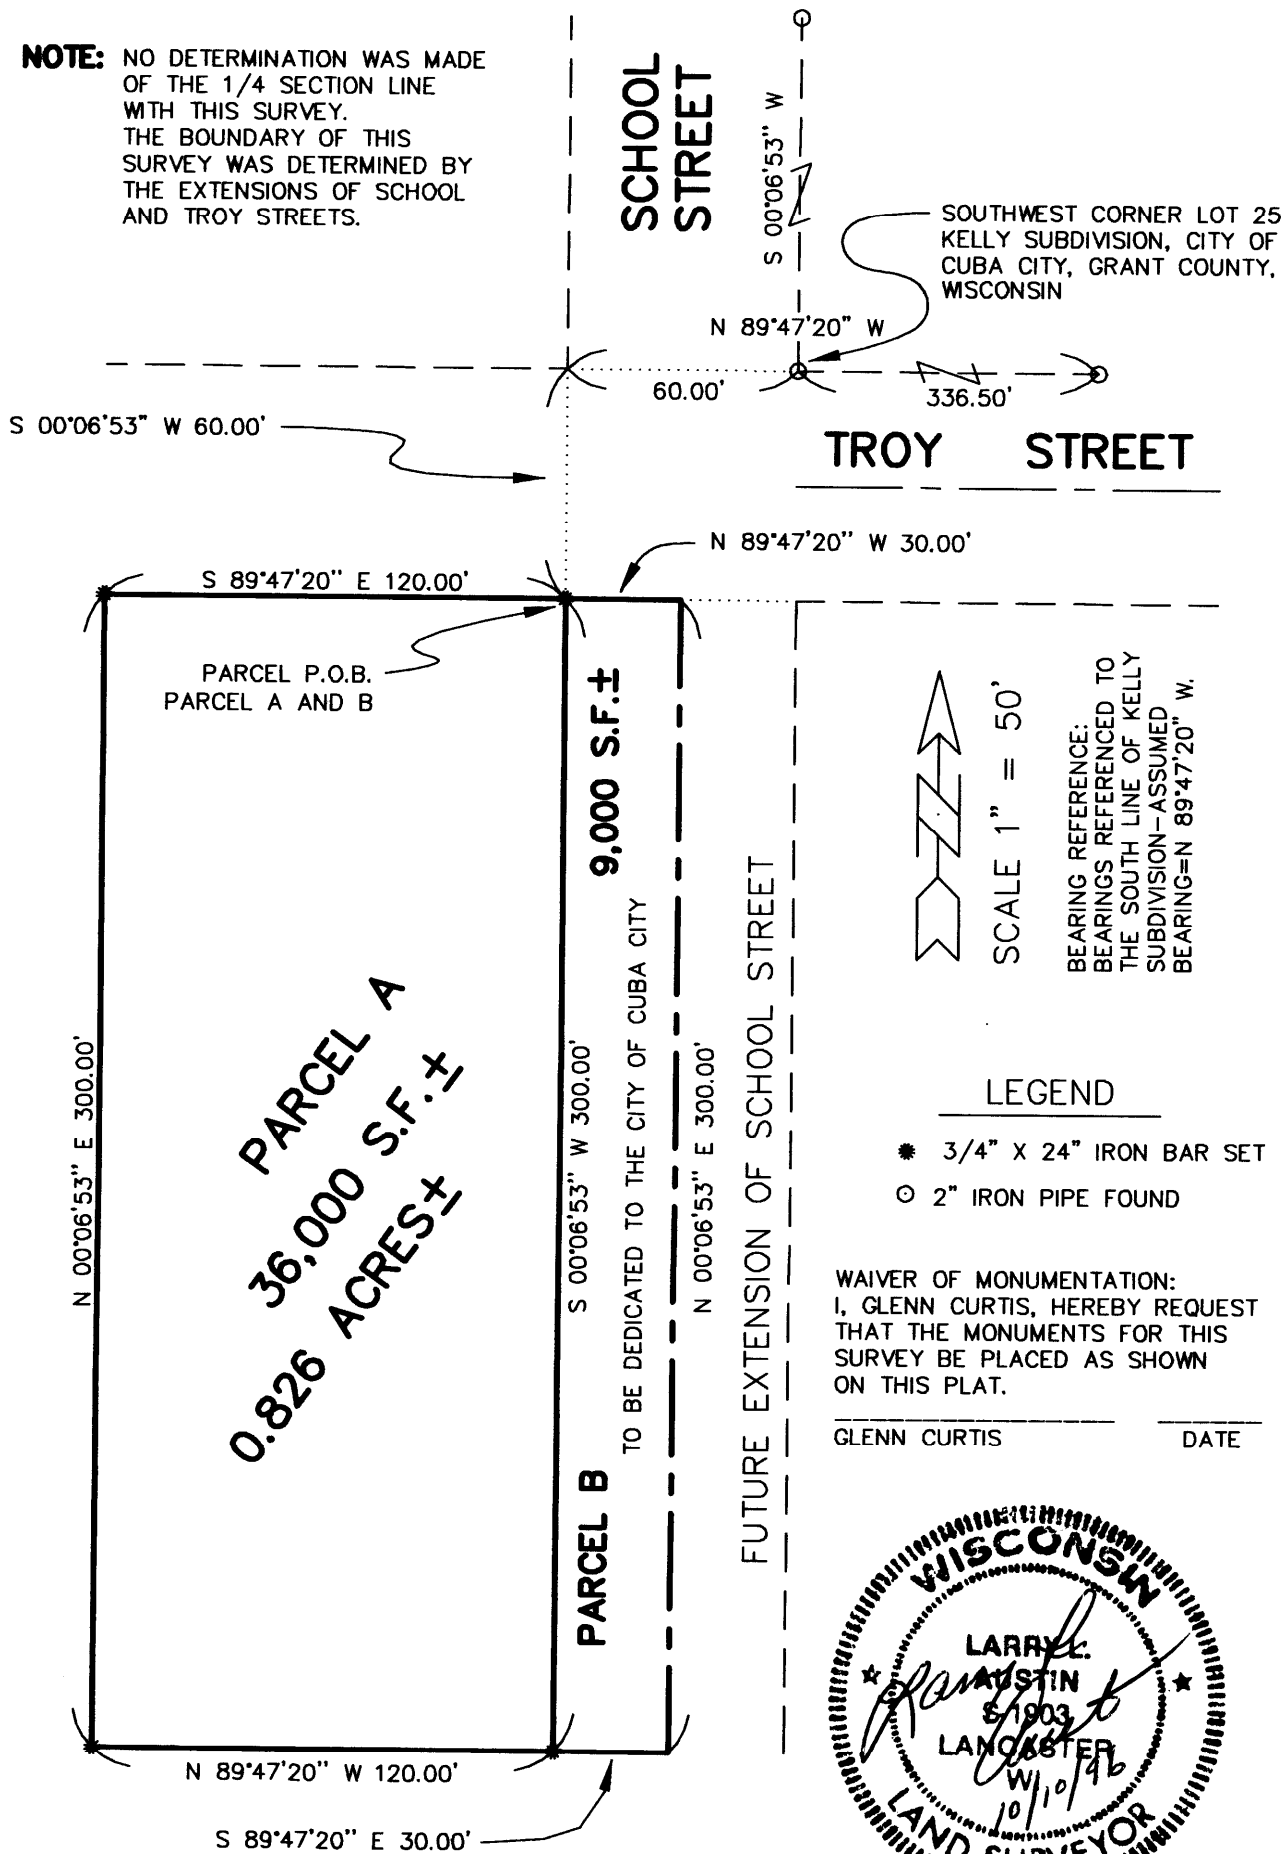 NOTE: NO DETERMINATION WAS MADE
OF THE 1/4 SECTION LINE
WITH THIS SURVEY.
THE BOUNDARY OF THIS
SURVEY WAS DETERMINED BY
THE EXTENSIONS OF SCHOOL
AND TROY STREETS.
SCHOOL
STREET
S 00°06'53" W
SOUTHWEST CORNER LOT 25
KELLY SUBDIVISION, CITY OF
CUBA CITY, GRANT COUNTY,
WISCONSIN
N 89°47'20" W
60.00'
336.50'
S 00°06'53" W 60.00'
TROY STREET
N 89°47'20" W 30.00'
S 89°47'20" E 120.00'
PARCEL P.O.B.
PARCEL A AND B
9,000 S.F.±
SCALE 1" = 50'
BEARING REFERENCE:
BEARINGS REFERENCED TO
THE SOUTH LINE OF KELLY
SUBDIVISION-ASSUMED
BEARING=N 89°47'20" W.
N 00°06'53" E 300.00'
PARCEL A
36,000 S.F.±
0.826 ACRES±
S 00°06'53" W 300.00'
TO BE DEDICATED TO THE CITY OF CUBA CITY
N 00°06'53" E 300.00'
FUTURE EXTENSION OF SCHOOL STREET
PARCEL B
LEGEND
3/4" X 24" IRON BAR SET
2" IRON PIPE FOUND
WAIVER OF MONUMENTATION:
I, GLENN CURTIS, HEREBY REQUEST
THAT THE MONUMENTS FOR THIS
SURVEY BE PLACED AS SHOWN
ON THIS PLAT.
GLENN CURTIS DATE
N 89°47'20" W 120.00'
S 89°47'20" E 30.00'
WISCONSIN
LARRY L.
AUSTIN
S-1903
LANCASTER
WI
10/10/96
LAND SURVEYOR